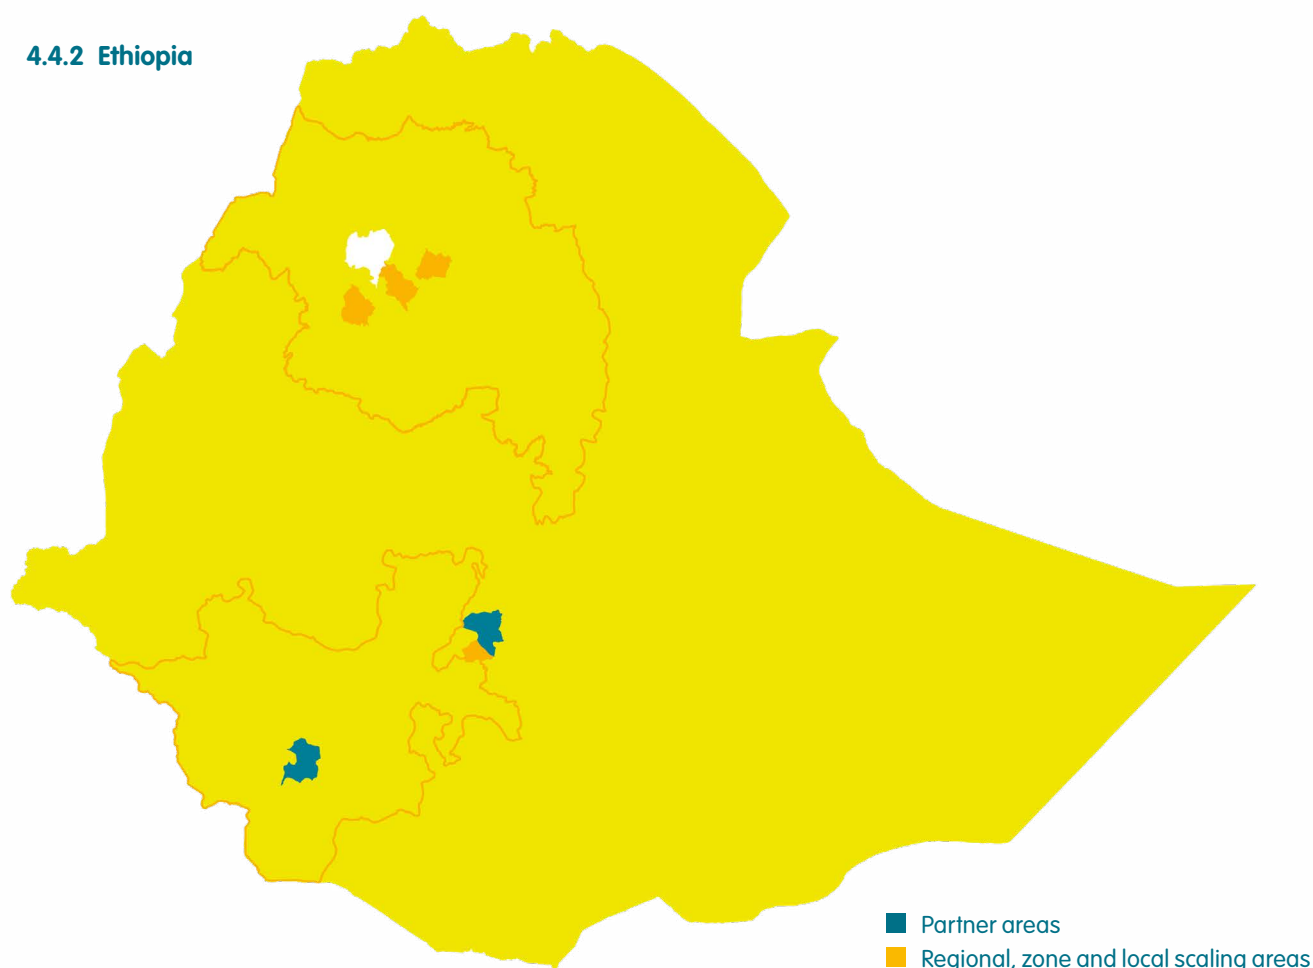 4.4.2 Ethiopia
Partner areas
Regional, zone and local scaling areas